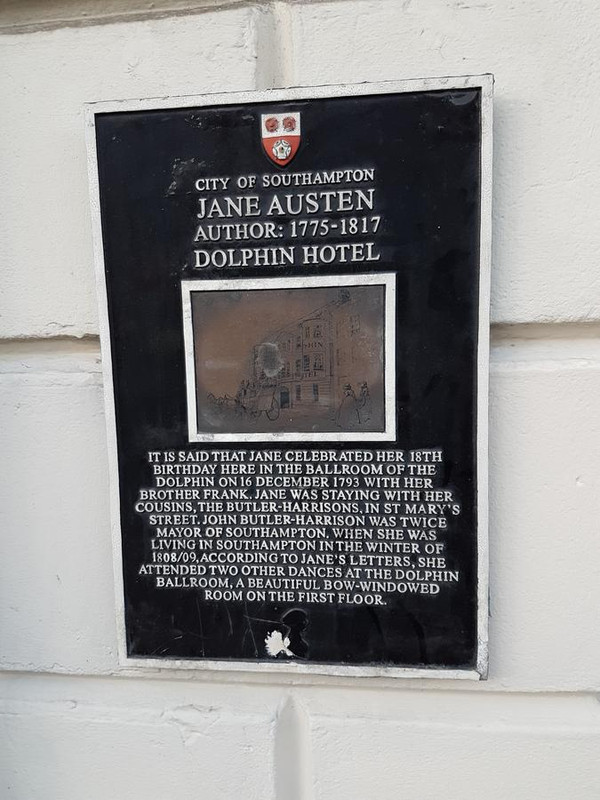 CITY OF SOUTHAMPTON
JANE AUSTEN
AUTHOR: 1775-1817
DOLPHIN HOTEL
HOTEL
IT IS SAID THAT JANE CELEBRATED HER 18TH
BIRTHDAY HERE IN THE BALLROOM OF THE
DOLPHIN ON 16 DECEMBER 1793 WITH HER
BROTHER FRANK. JANE WAS STAYING WITH HER
COUSINS, THE BUTLER-HARRISONS, IN ST MARY'S
STREET. JOHN BUTLER-HARRISON WAS TWICE
MAYOR OF SOUTHAMPTON. WHEN SHE WAS
LIVING IN SOUTHAMPTON IN THE WINTER OF
1808/09, ACCORDING TO JANE'S LETTERS, SHE
ATTENDED TWO OTHER DANCES AT THE DOLPHIN
BALLROOM, A BEAUTIFUL BOW-WINDOWED
ROOM ON THE FIRST FLOOR.